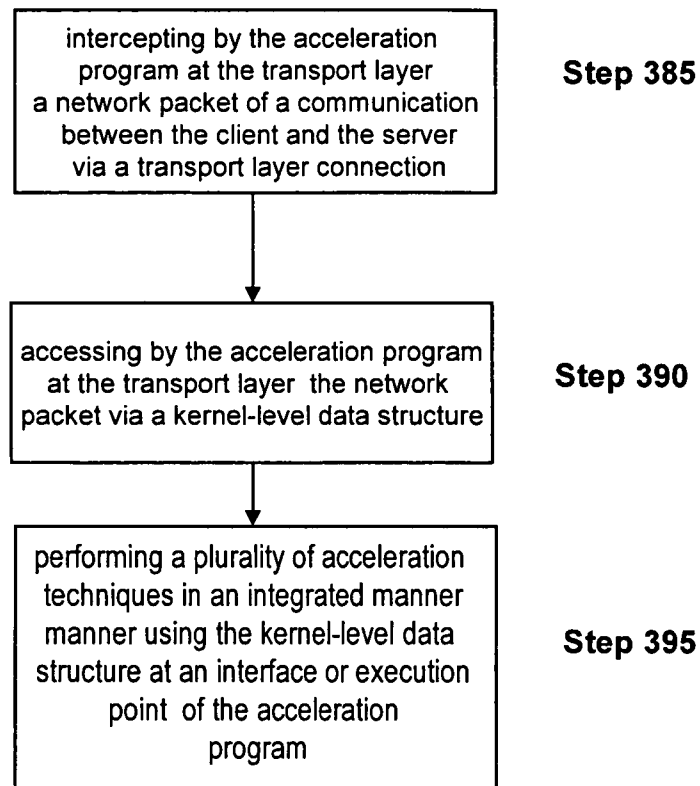 intercepting by the acceleration
program at the transport layer
a network packet of a communication
between the client and the server
via a transport layer connection
Step 385
accessing by the acceleration program
at the transport layer the network
packet via a kernel-level data structure
Step 390
performing a plurality of acceleration
techniques in an integrated manner
manner using the kernel-level data
structure at an interface or execution
point of the acceleration
program
Step 395